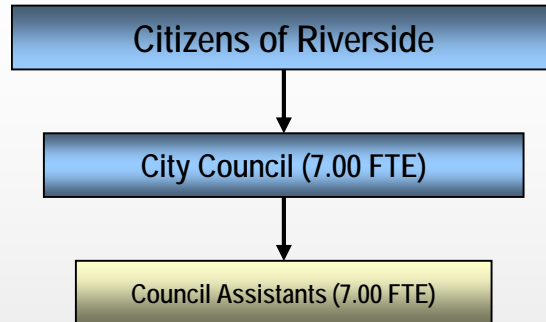 Citizens of Riverside
City Council (7.00 FTE)
Council Assistants (7.00 FTE)